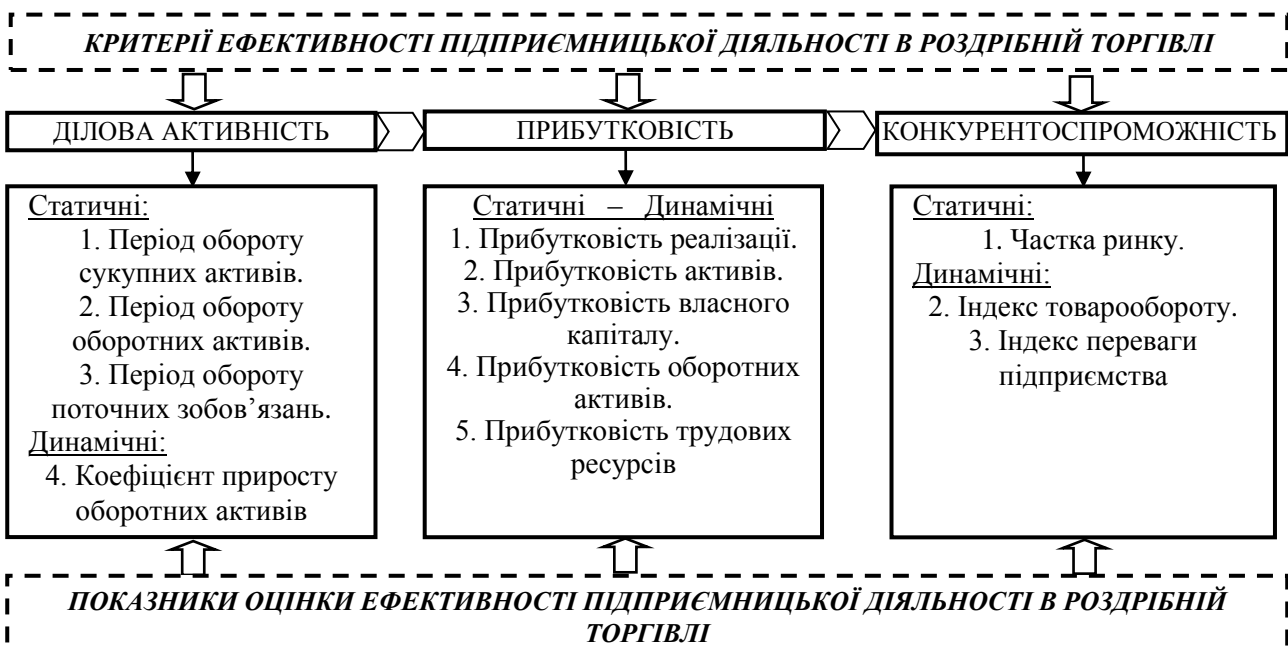 КРИТЕРІЇ ЕФЕКТИВНОСТІ ПІДПРИЄМНИЦЬКОЇ ДІЯЛЬНОСТІ В РОЗДРІБНІЙ ТОРГІВЛІ
ДІЛОВА АКТИВНІСТЬ
ПРИБУТКОВІСТЬ
КОНКУРЕНТОСПРОМОЖНІСТЬ
Статичні:
1. Період обороту
сукупних активів.
2. Період обороту
оборотних активів.
3. Період обороту
поточних зобов’язань.
Динамічні:
4. Коефіцієнт приросту
оборотних активів
Статичні – Динамічні
1. Прибутковість реалізації.
2. Прибутковість активів.
3. Прибутковість власного
капіталу.
4. Прибутковість оборотних
активів.
5. Прибутковість трудових
ресурсів
Статичні:
1. Частка ринку.
Динамічні:
2. Індекс товарообороту.
3. Індекс переваги
підприємства
ПОКАЗНИКИ ОЦІНКИ ЕФЕКТИВНОСТІ ПІДПРИЄМНИЦЬКОЇ ДІЯЛЬНОСТІ В РОЗДРІБНІЙ
ТОРГІВЛІ